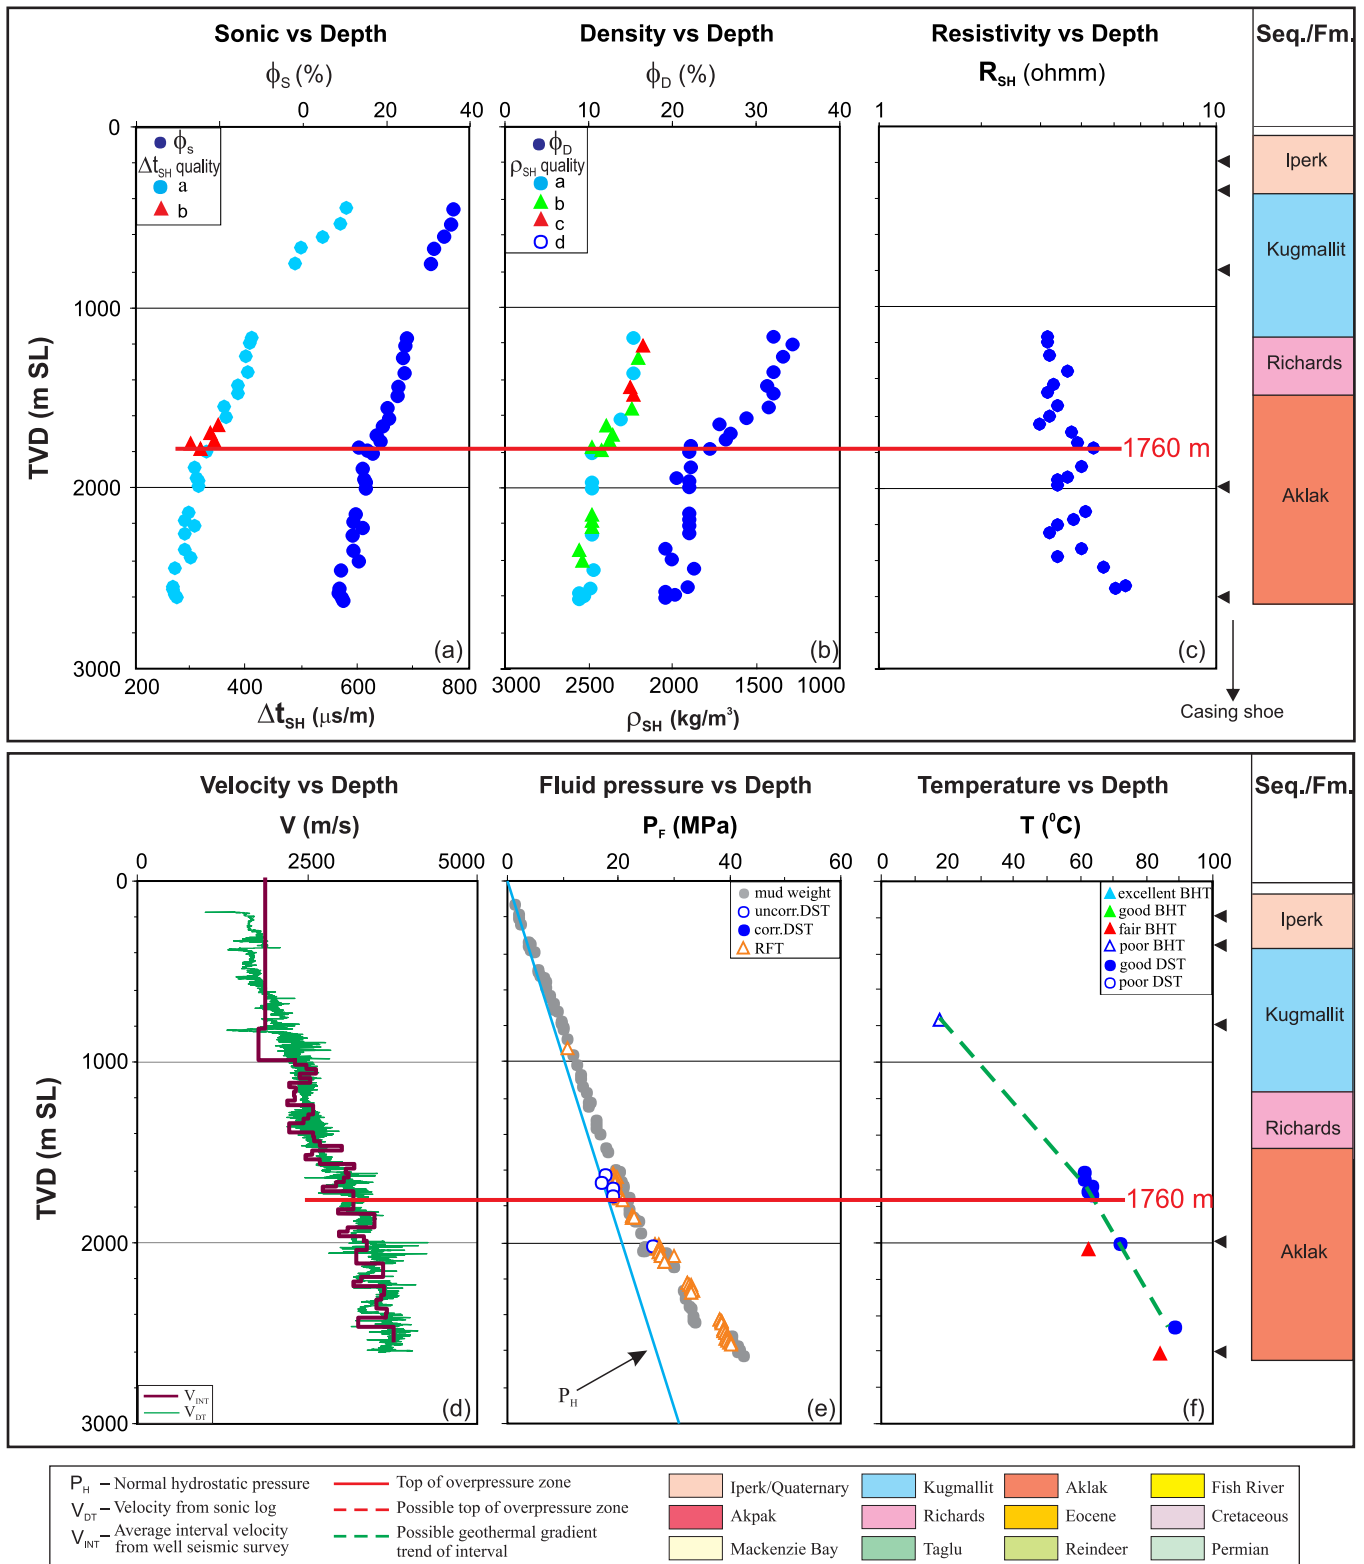 Sonic vs Depth
Density vs Depth
Resistivity vs Depth
Seq./Fm.
ϕS (%)
ϕD (%)
RSH (ohmm)
0 20 40
0 10 20 30 40
1 10
TVD (m SL)
0
1000
2000
3000
ϕs
ΔtSH quality
a
b
ϕD
ρSH quality
a
b
c
d
1760 m
(a)
(b)
(c)
200 400 600 800
3000 2500 2000 1000
ΔtSH (μs/m)
ρSH (kg/m³)
Iperk
Kugmallit
Richards
Aklak
Casing shoe
Velocity vs Depth
Fluid pressure vs Depth
Temperature vs Depth
Seq./Fm.
V (m/s)
PF (MPa)
T (⁰C)
0 2500 5000
0 20 40 60
0 20 40 60 80 100
TVD (m SL)
0
1000
2000
3000
mud weight
uncorr.DST
corr.DST
RFT
excellent BHT
good BHT
fair BHT
poor BHT
good DST
poor DST
1760 m
PH
VINT
VDT
(d)
(e)
(f)
Iperk
Kugmallit
Richards
Aklak
PH – Normal hydrostatic pressure
VDT – Velocity from sonic log
VINT – Average interval velocity
from well seismic survey
Top of overpressure zone
Possible top of overpressure zone
Possible geothermal gradient
trend of interval
Iperk/Quaternary
Kugmallit
Aklak
Fish River
Akpak
Richards
Eocene
Cretaceous
Mackenzie Bay
Taglu
Reindeer
Permian